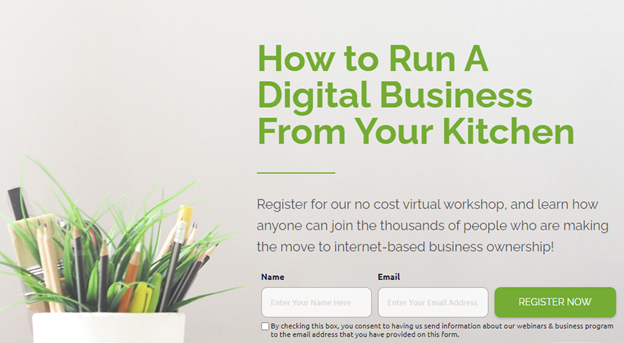 How to Run A
Digital Business
From Your Kitchen
Register for our no cost virtual workshop, and learn how
anyone can join the thousands of people who are making
the move to internet-based business ownership!
Name Email
Enter Your Name Here Enter Your Email Address REGISTER NOW
By checking this box, you consent to having us send information about our webinars & business program
to the email address that you have provided on this form.